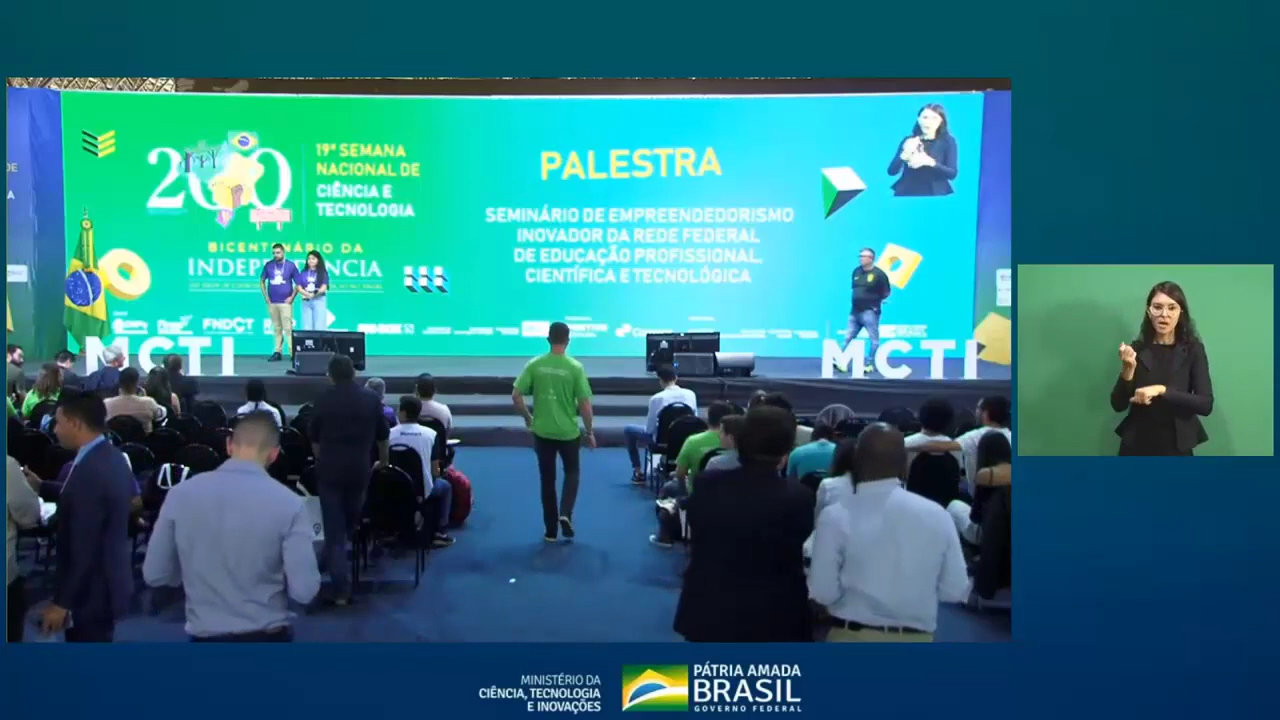 200
19ª SEMANA
NACIONAL DE
CIÊNCIA E
TECNOLOGIA
BICENTENÁRIO DA
INDEPENDÊNCIA
PALESTRA
SEMINÁRIO DE EMPREENDEDORISMO
INOVADOR DA REDE FEDERAL
DE EDUCAÇÃO PROFISSIONAL,
CIENTÍFICA E TECNOLÓGICA
FNDCT
MCTI
MCTI
MINISTÉRIO DA
CIÊNCIA, TECNOLOGIA
E INOVAÇÕES
PÁTRIA AMADA
BRASIL
GOVERNO FEDERAL